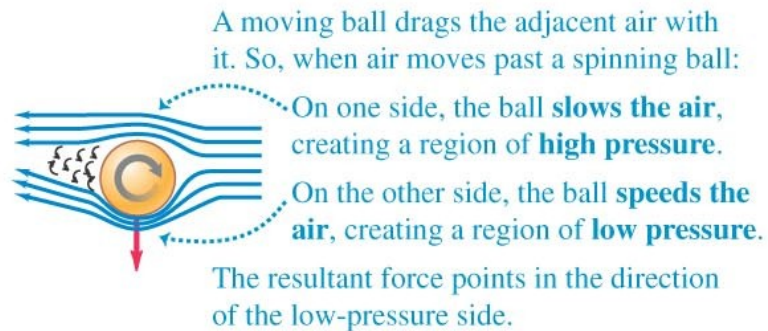 A moving ball drags the adjacent air with
it. So, when air moves past a spinning ball:
On one side, the ball slows the air,
creating a region of high pressure.
On the other side, the ball speeds the
air, creating a region of low pressure.
The resultant force points in the direction
of the low-pressure side.